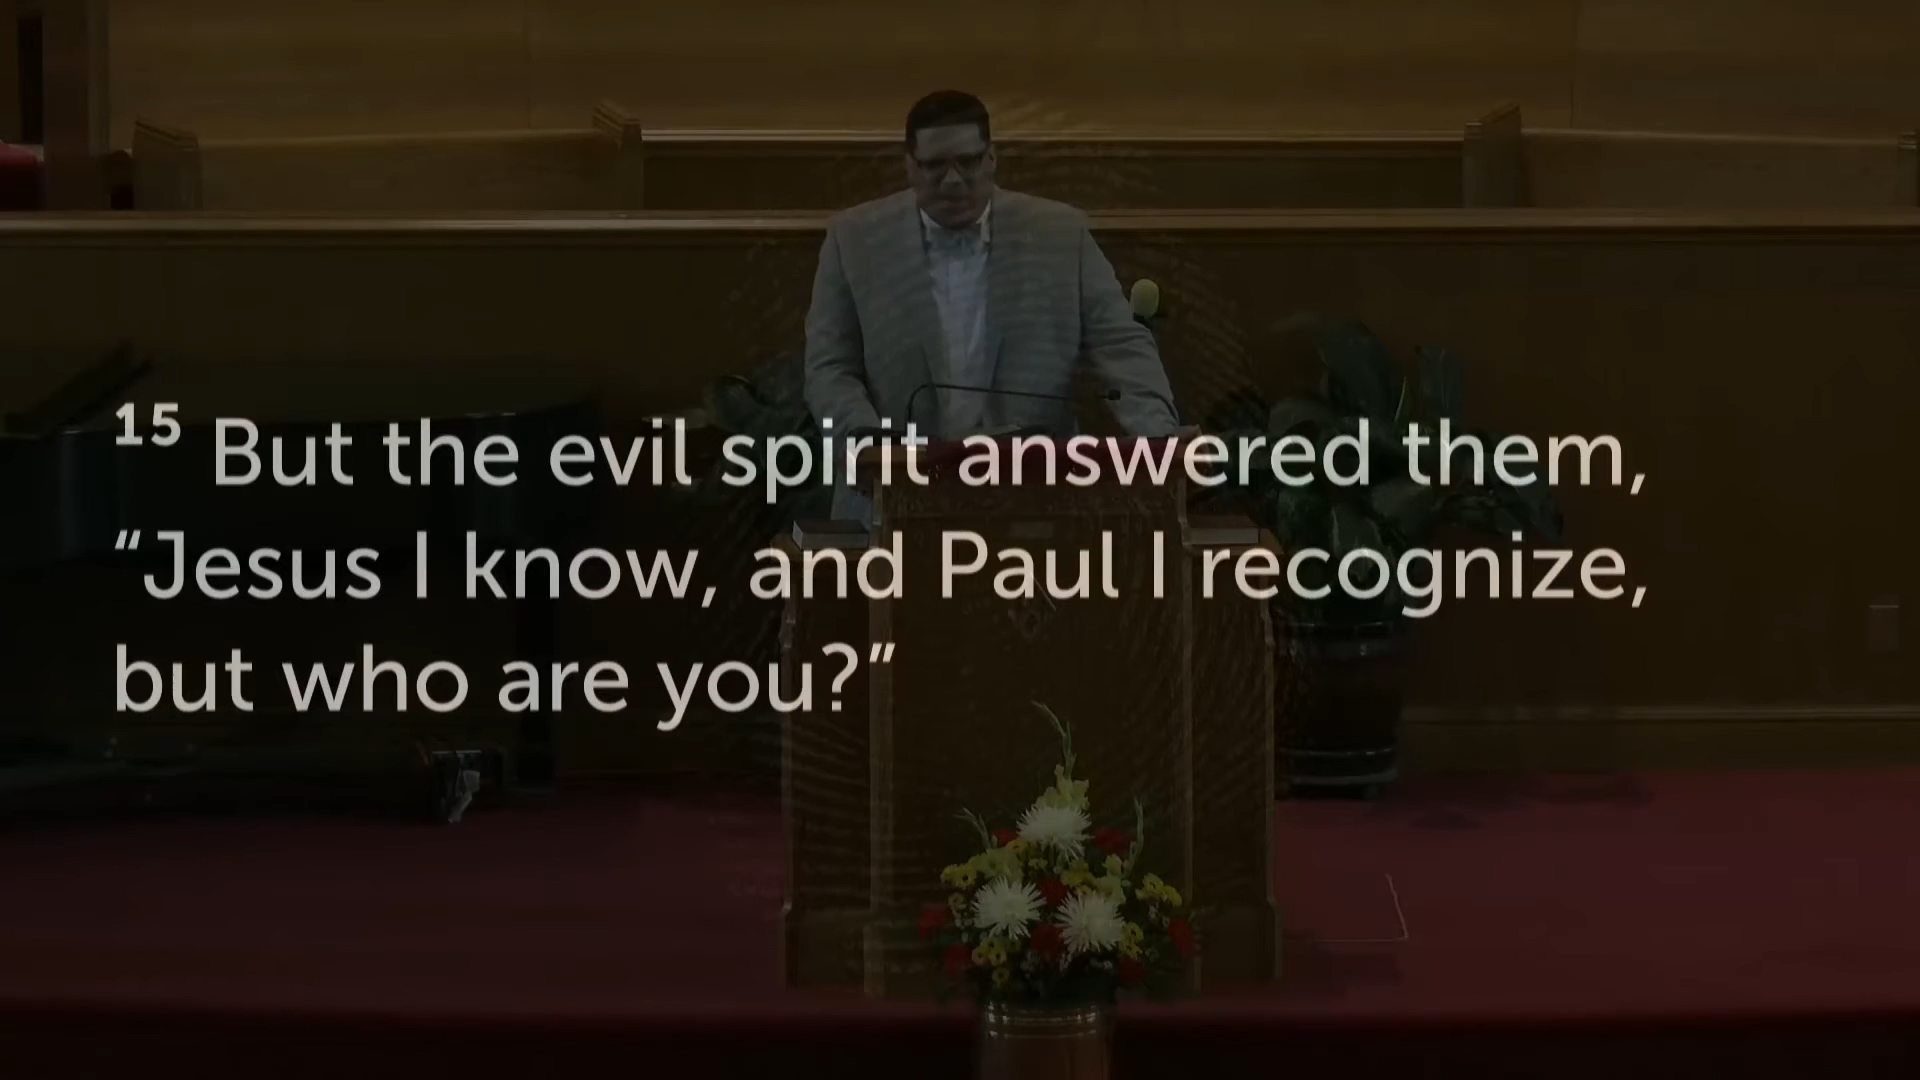 15 But the evil spirit answered them,
“Jesus I know, and Paul I recognize,
but who are you?”